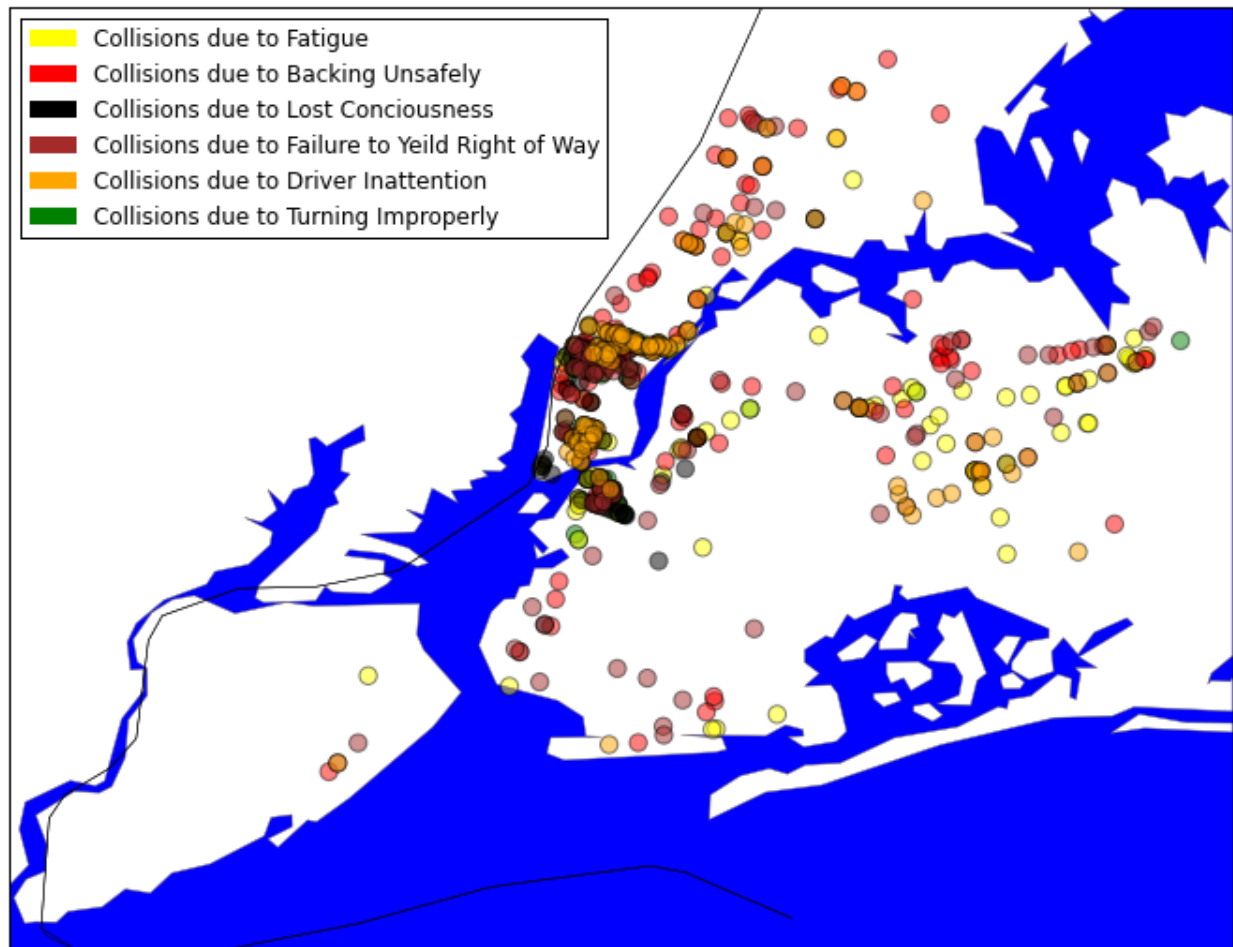 Collisions due to Fatigue
Collisions due to Backing Unsafely
Collisions due to Lost Conciousness
Collisions due to Failure to Yeild Right of Way
Collisions due to Driver Inattention
Collisions due to Turning Improperly